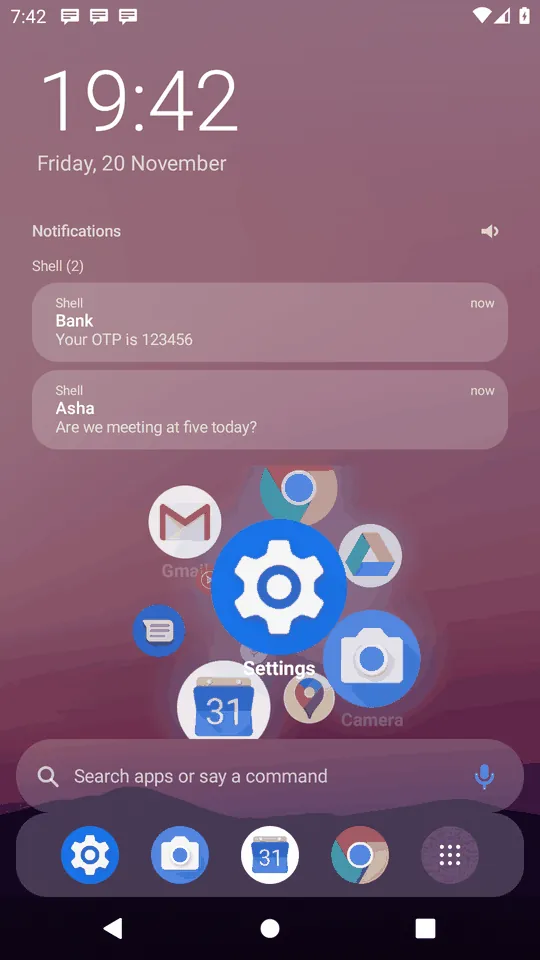 7:42
19:42
Friday, 20 November
Notifications
Shell (2)
Shell
now
Bank
Your OTP is 123456
Shell
now
Asha
Are we meeting at five today?
Gmail
Settings
31
Camera
Search apps or say a command
31